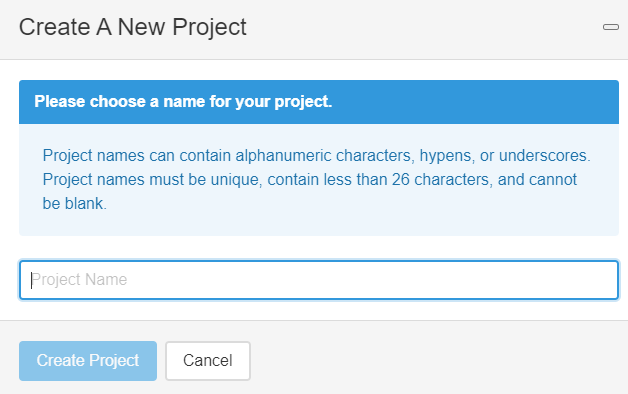 Create A New Project
Please choose a name for your project.
Project names can contain alphanumeric characters, hypens, or underscores.
Project names must be unique, contain less than 26 characters, and cannot
be blank.
Project Name
Create Project
Cancel